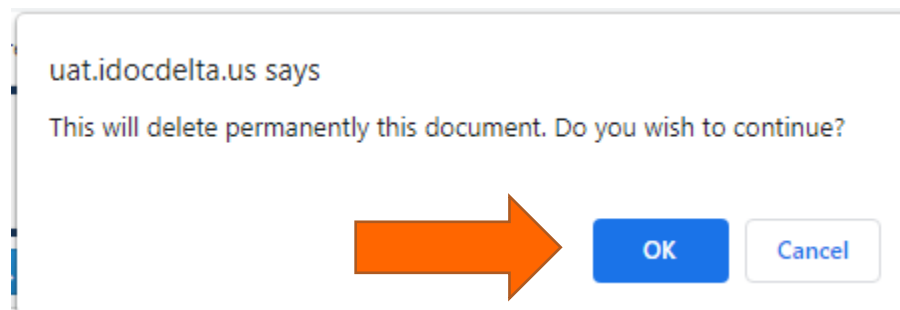 uat.idocdelta.us says
This will delete permanently this document. Do you wish to continue?
OK Cancel